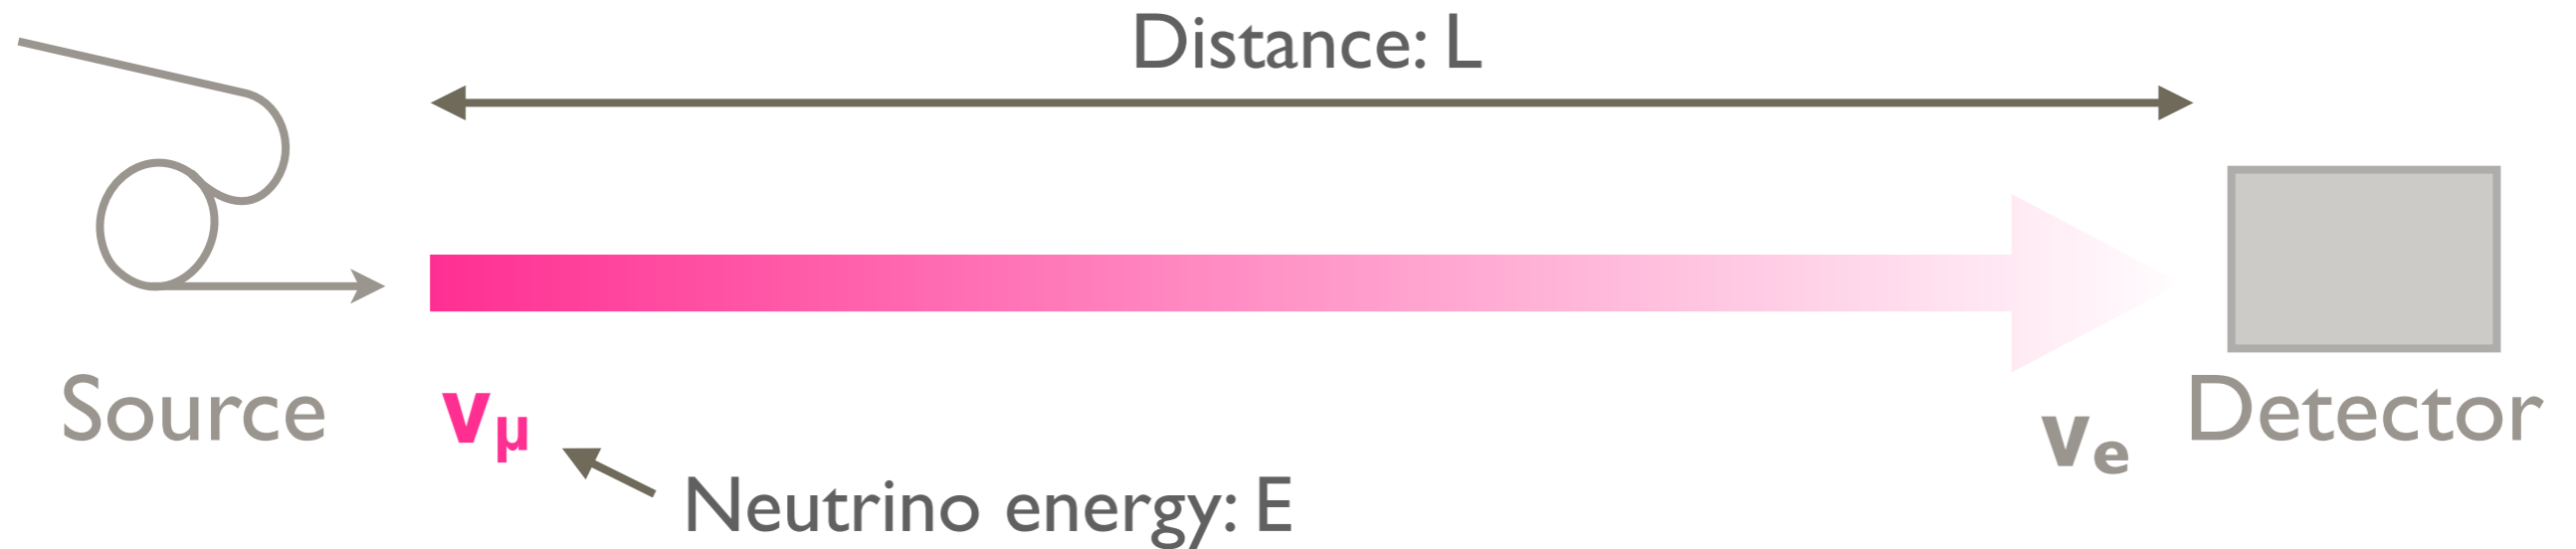 Distance: L
Source
νμ
νe
Detector
Neutrino energy: E